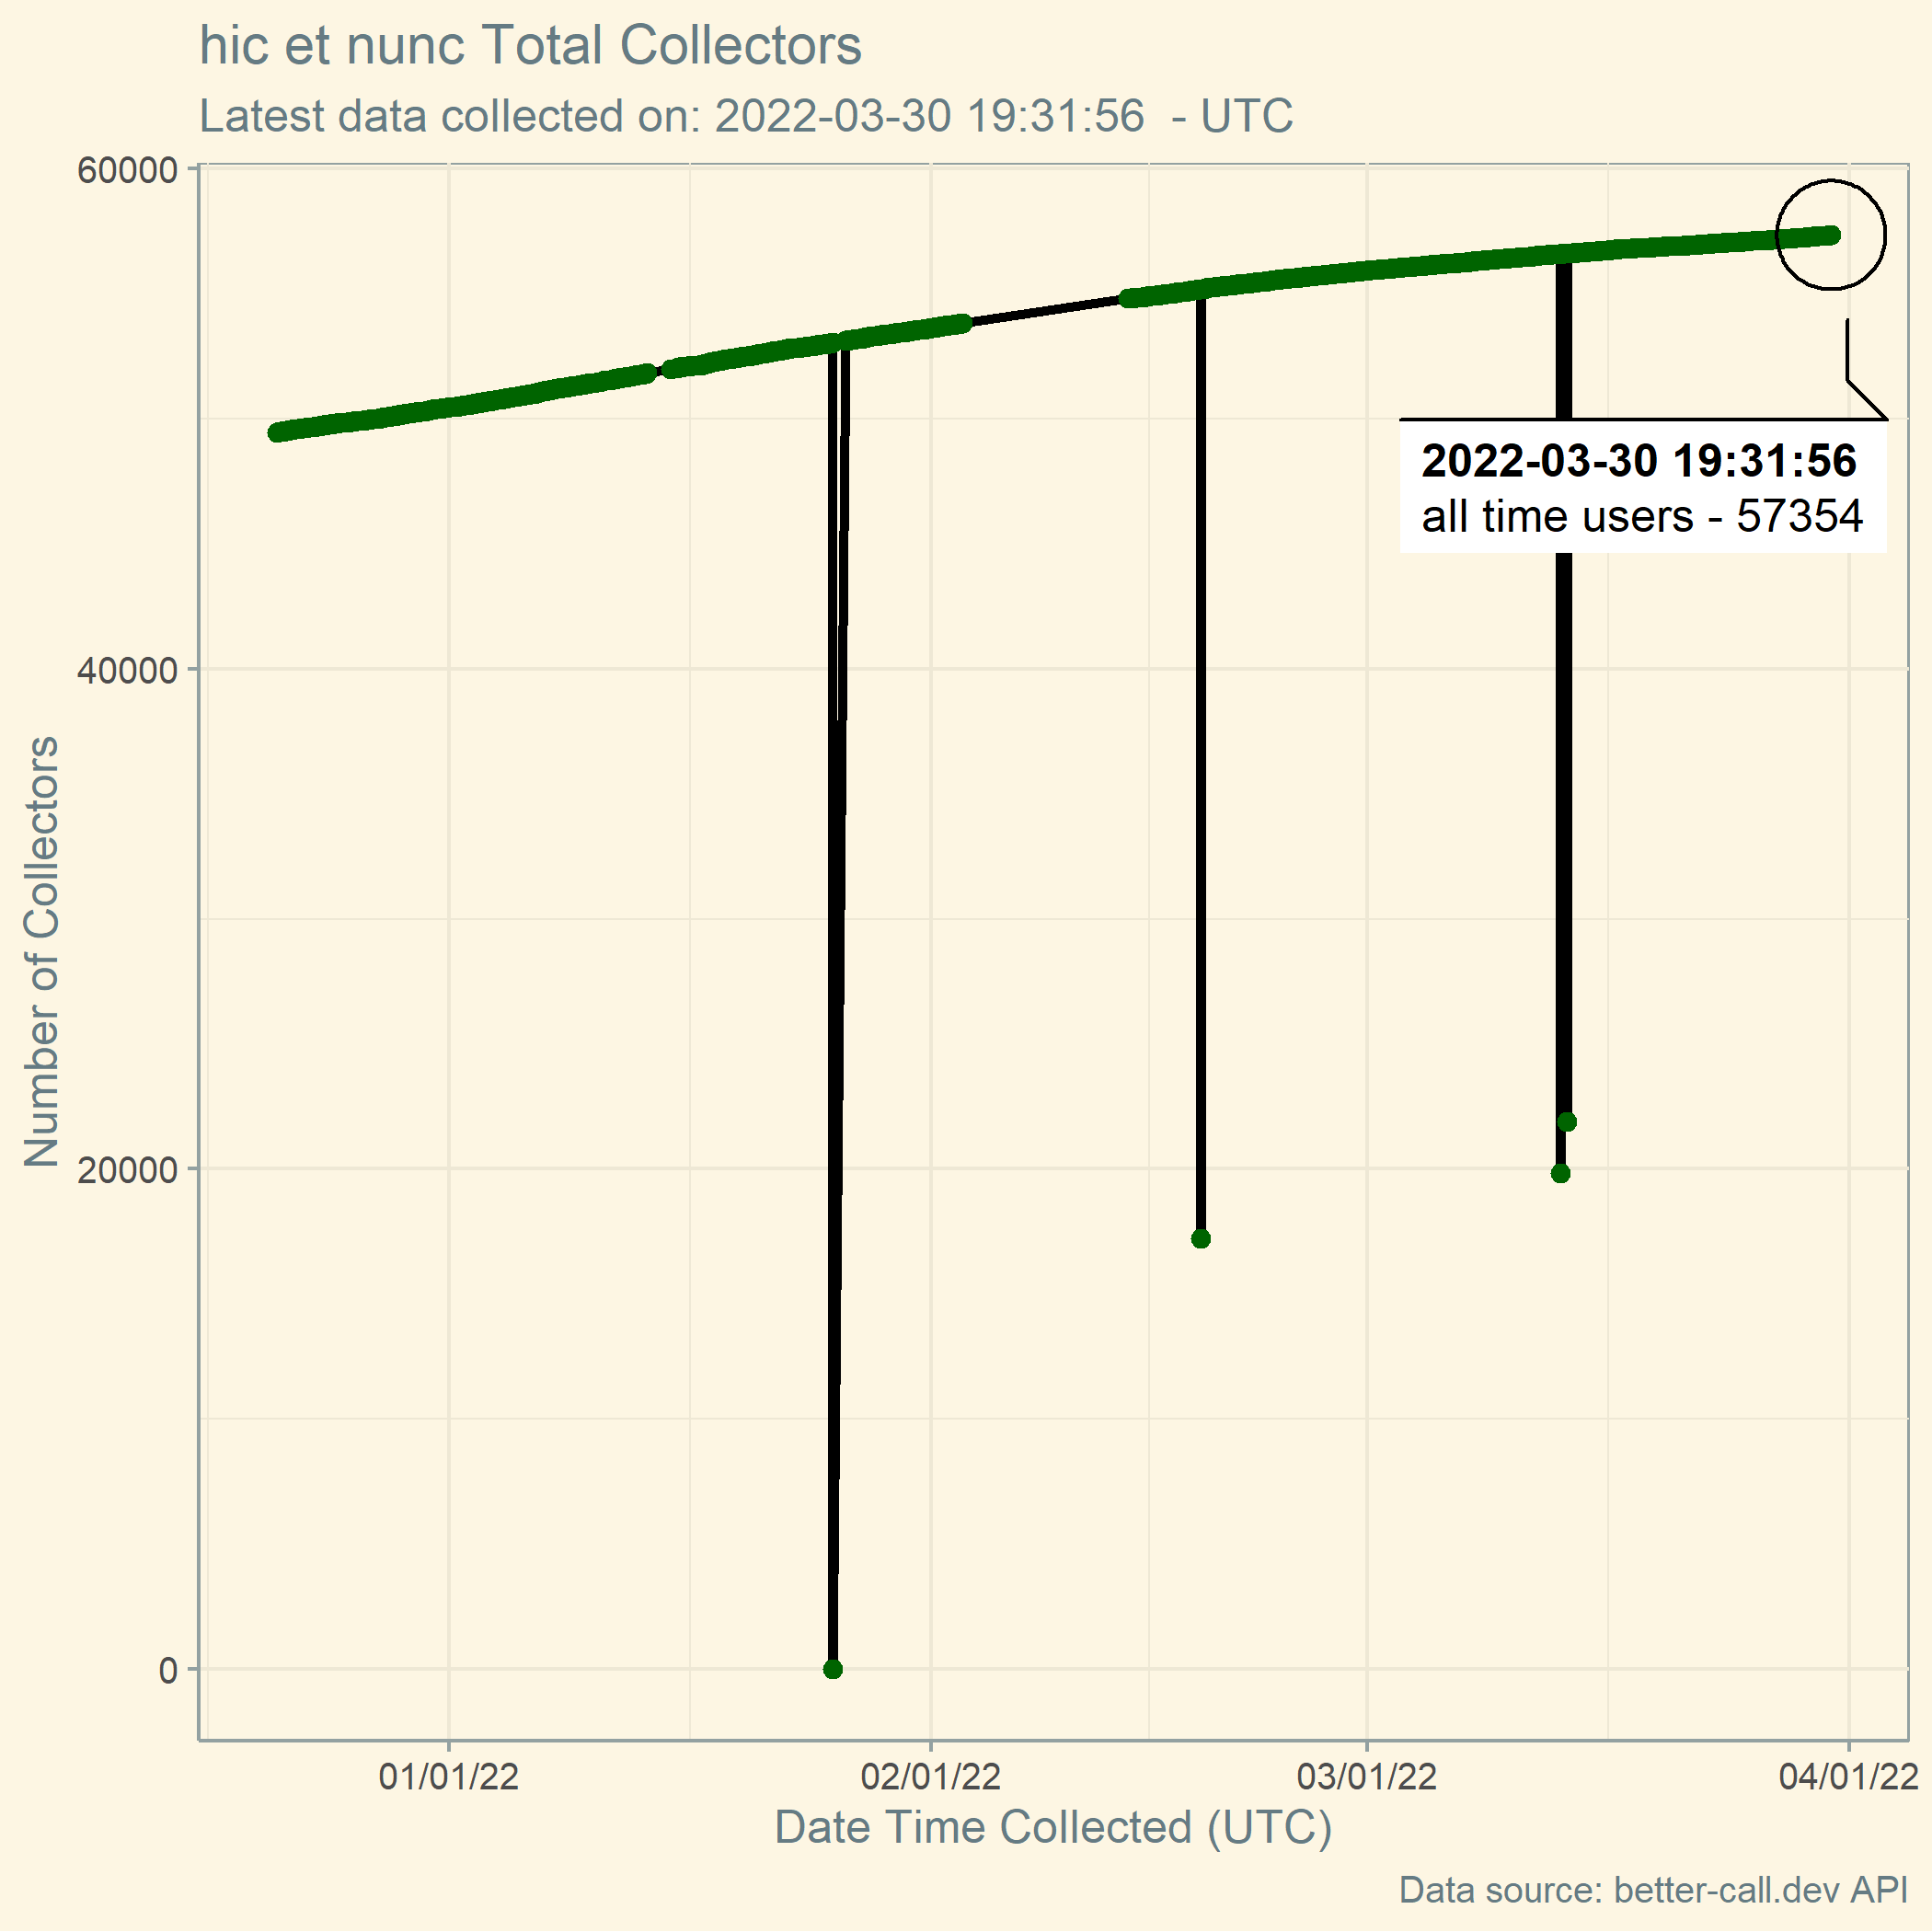 hic et nunc Total Collectors
Latest data collected on: 2022-03-30 19:31:56  - UTC
60000
40000
20000
0
Number of Collectors
2022-03-30 19:31:56
all time users - 57354
01/01/22
02/01/22
03/01/22
04/01/22
Date Time Collected (UTC)
Data source: better-call.dev API